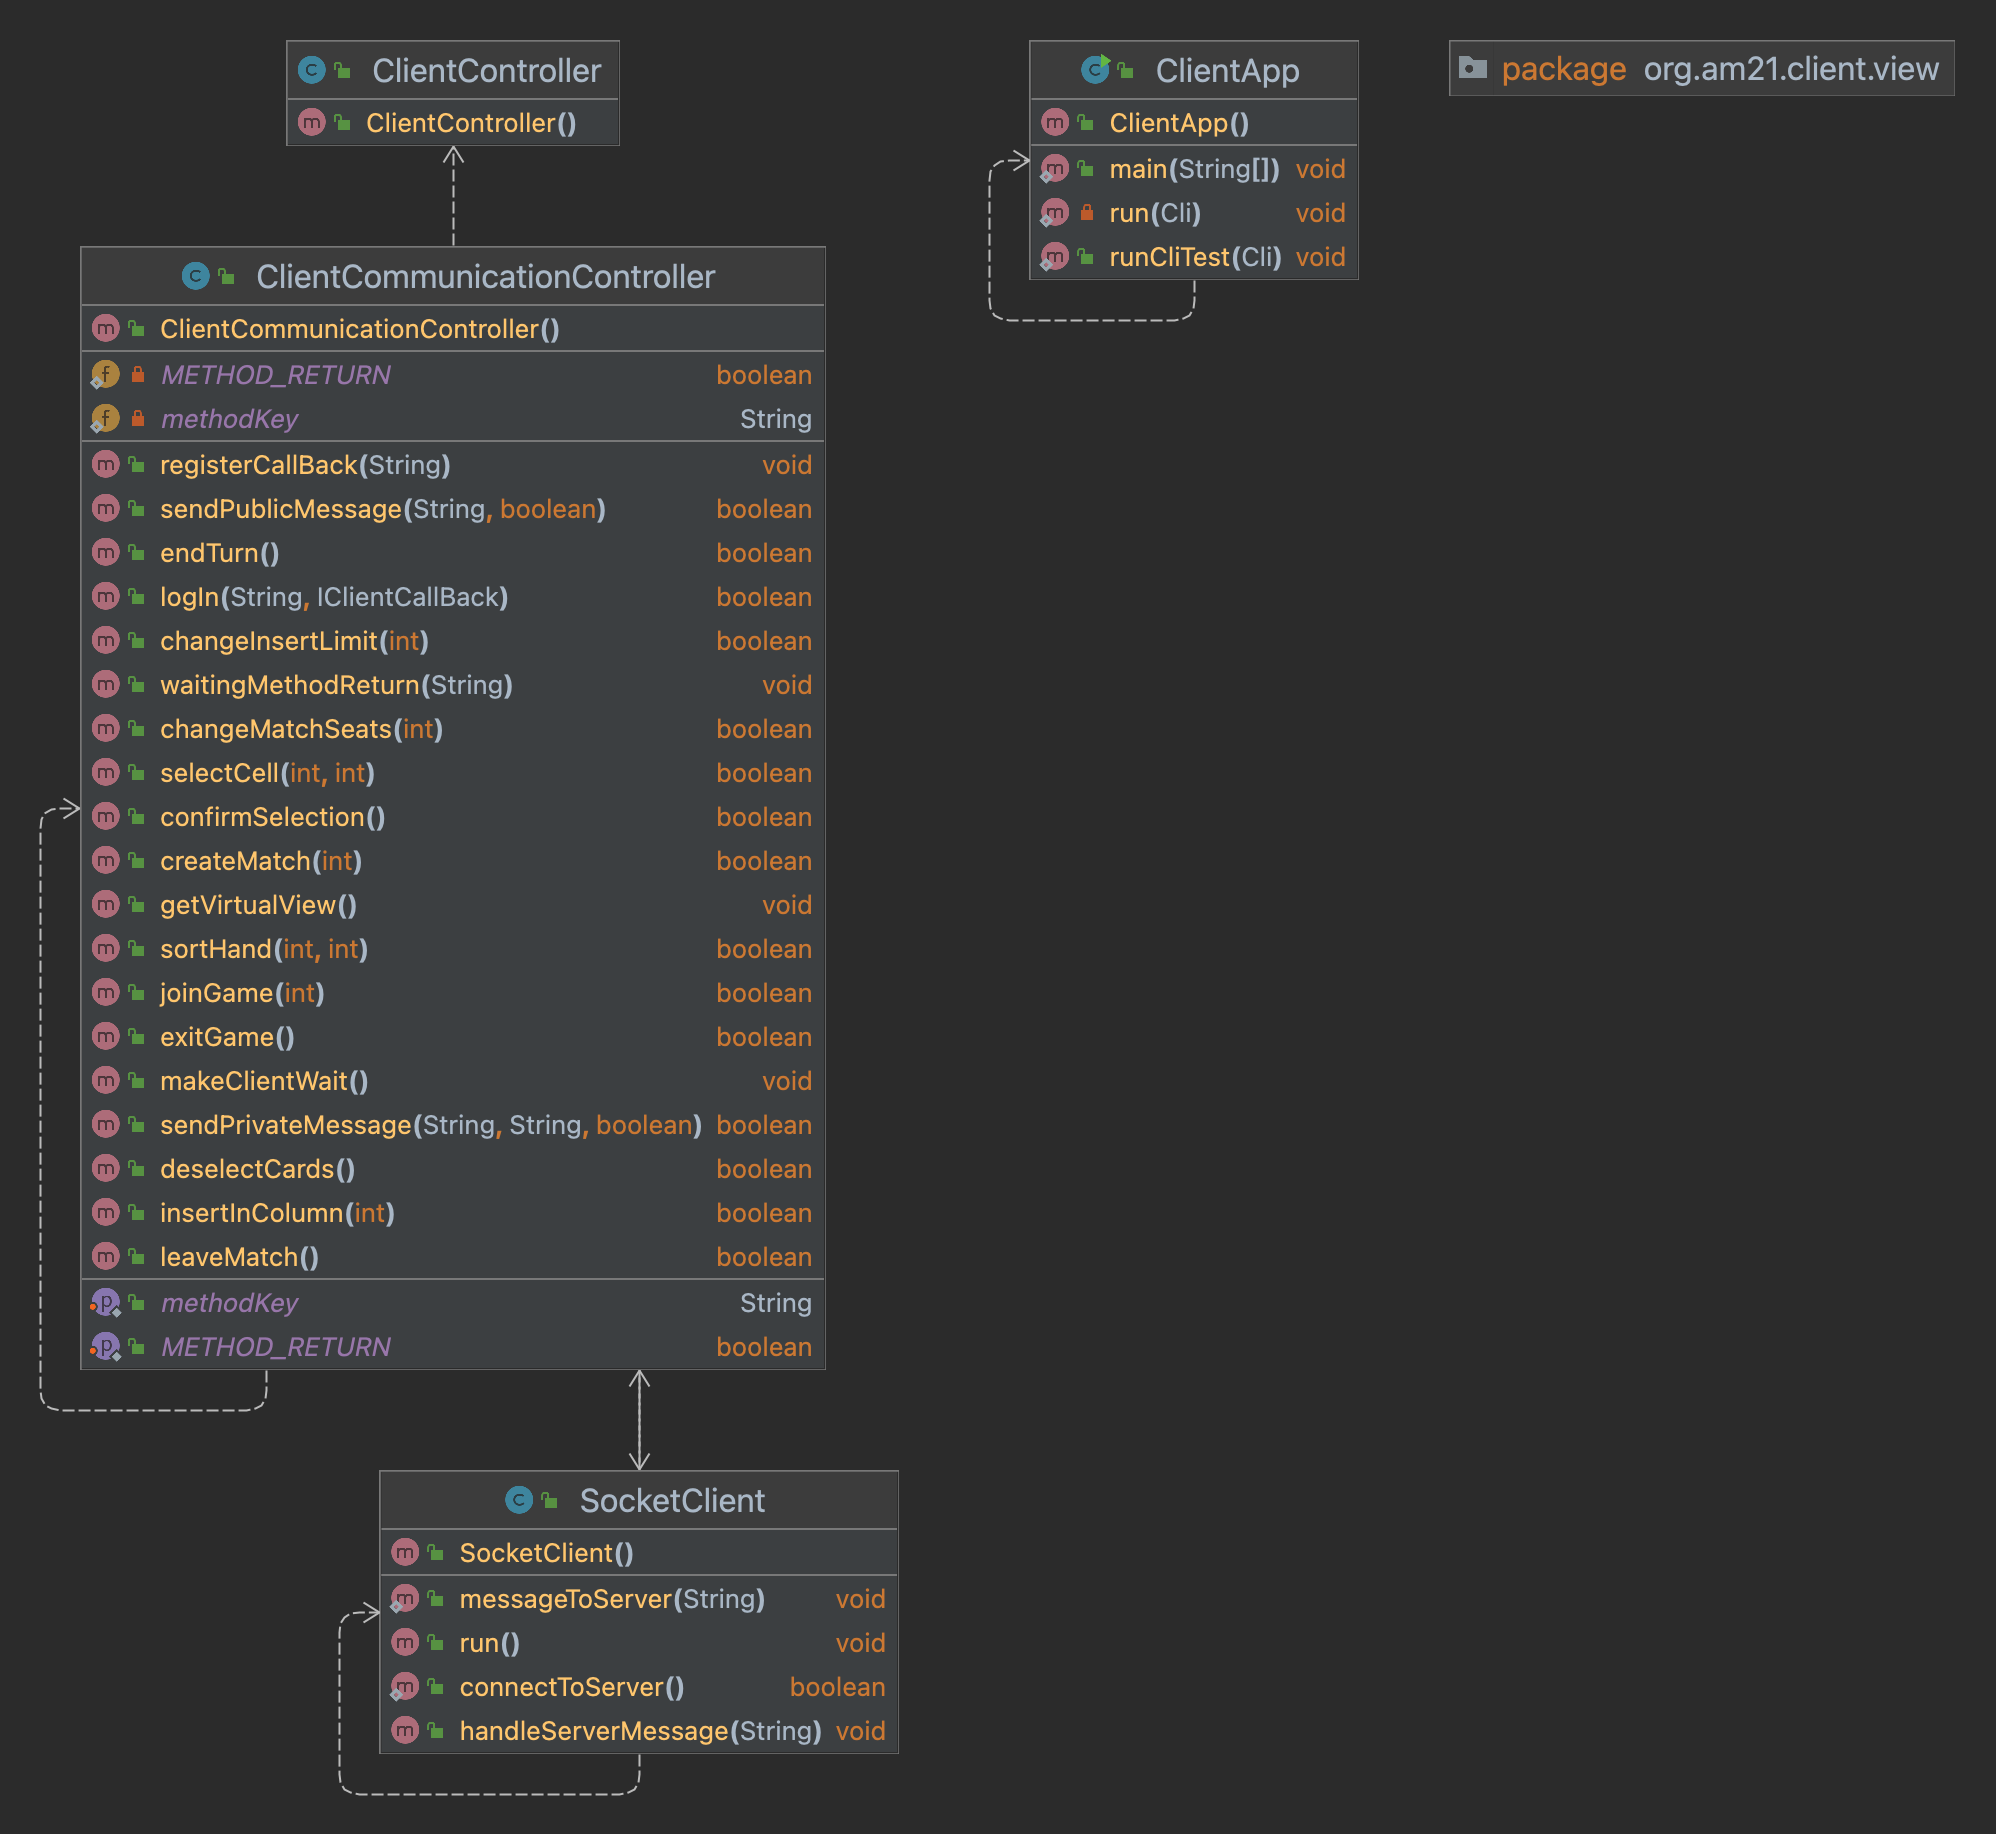 ClientController
ClientController()
ClientApp
ClientApp()
main(String[]) void
run(Cli) void
runCliTest(Cli) void
package org.am21.client.view
ClientCommunicationController
ClientCommunicationController()
METHOD_RETURN boolean
methodKey String
registerCallBack(String) void
sendPublicMessage(String, boolean) boolean
endTurn() boolean
logIn(String, IClientCallBack) boolean
changeInsertLimit(int) boolean
waitingMethodReturn(String) void
changeMatchSeats(int) boolean
selectCell(int, int) boolean
confirmSelection() boolean
createMatch(int) boolean
getVirtualView() void
sortHand(int, int) boolean
joinGame(int) boolean
exitGame() boolean
makeClientWait() void
sendPrivateMessage(String, String, boolean) boolean
deselectCards() boolean
insertInColumn(int) boolean
leaveMatch() boolean
methodKey String
METHOD_RETURN boolean
SocketClient
SocketClient()
messageToServer(String) void
run() void
connectToServer() boolean
handleServerMessage(String) void